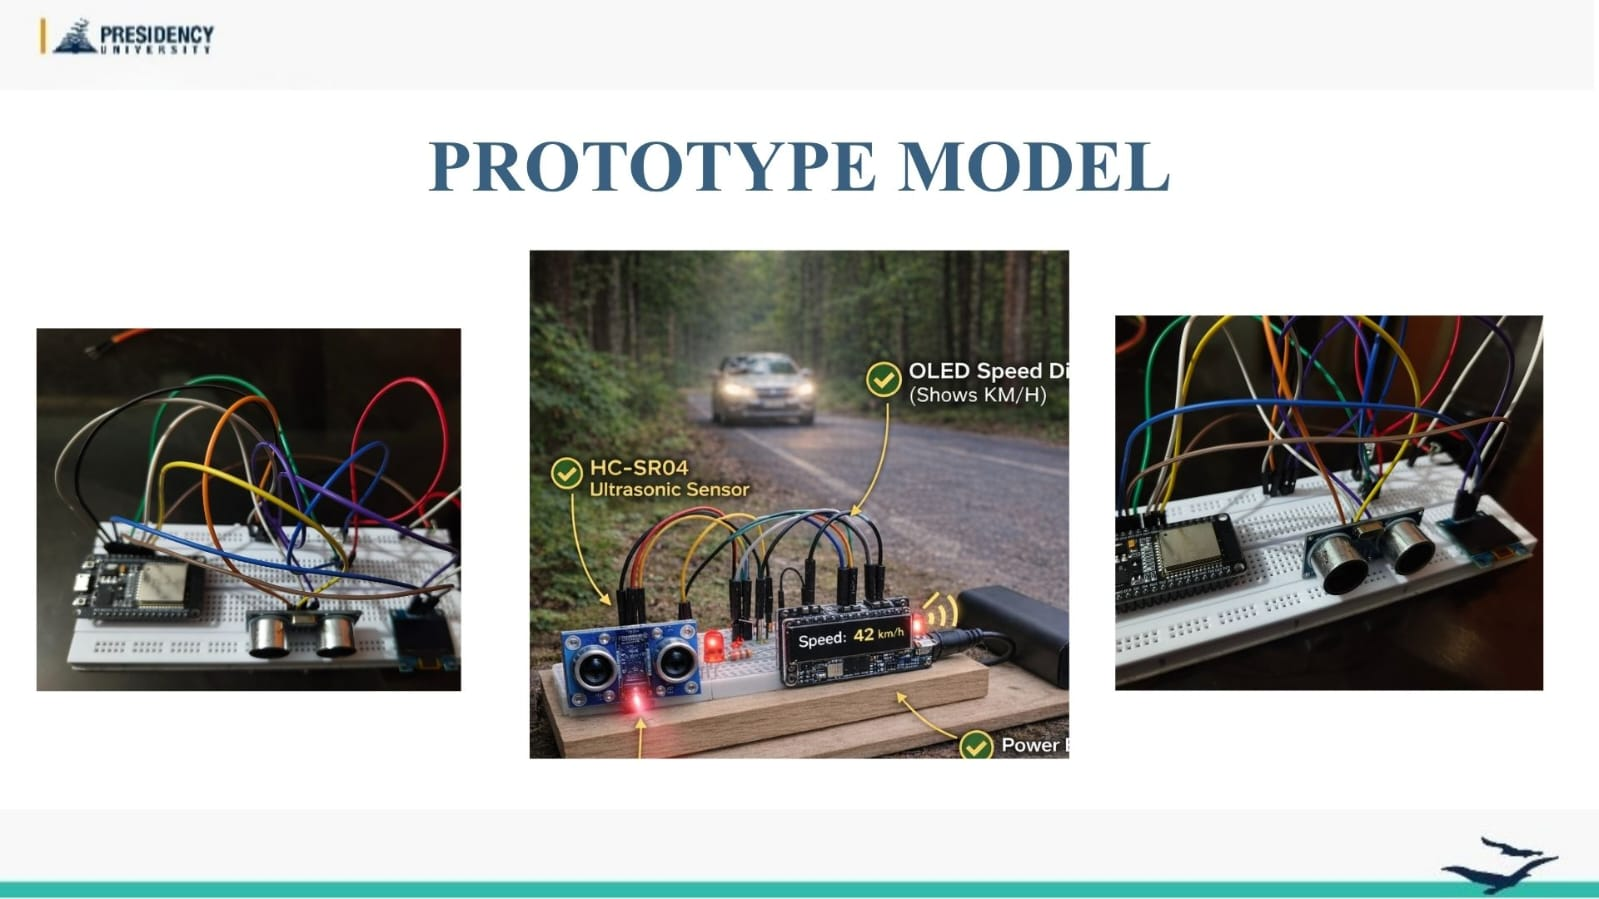 PRESIDENCY
UNIVERSITY
PROTOTYPE MODEL
OLED Speed Di
(Shows KM/H)
HC-SR04
Ultrasonic Sensor
Speed: 42 km/h
Power